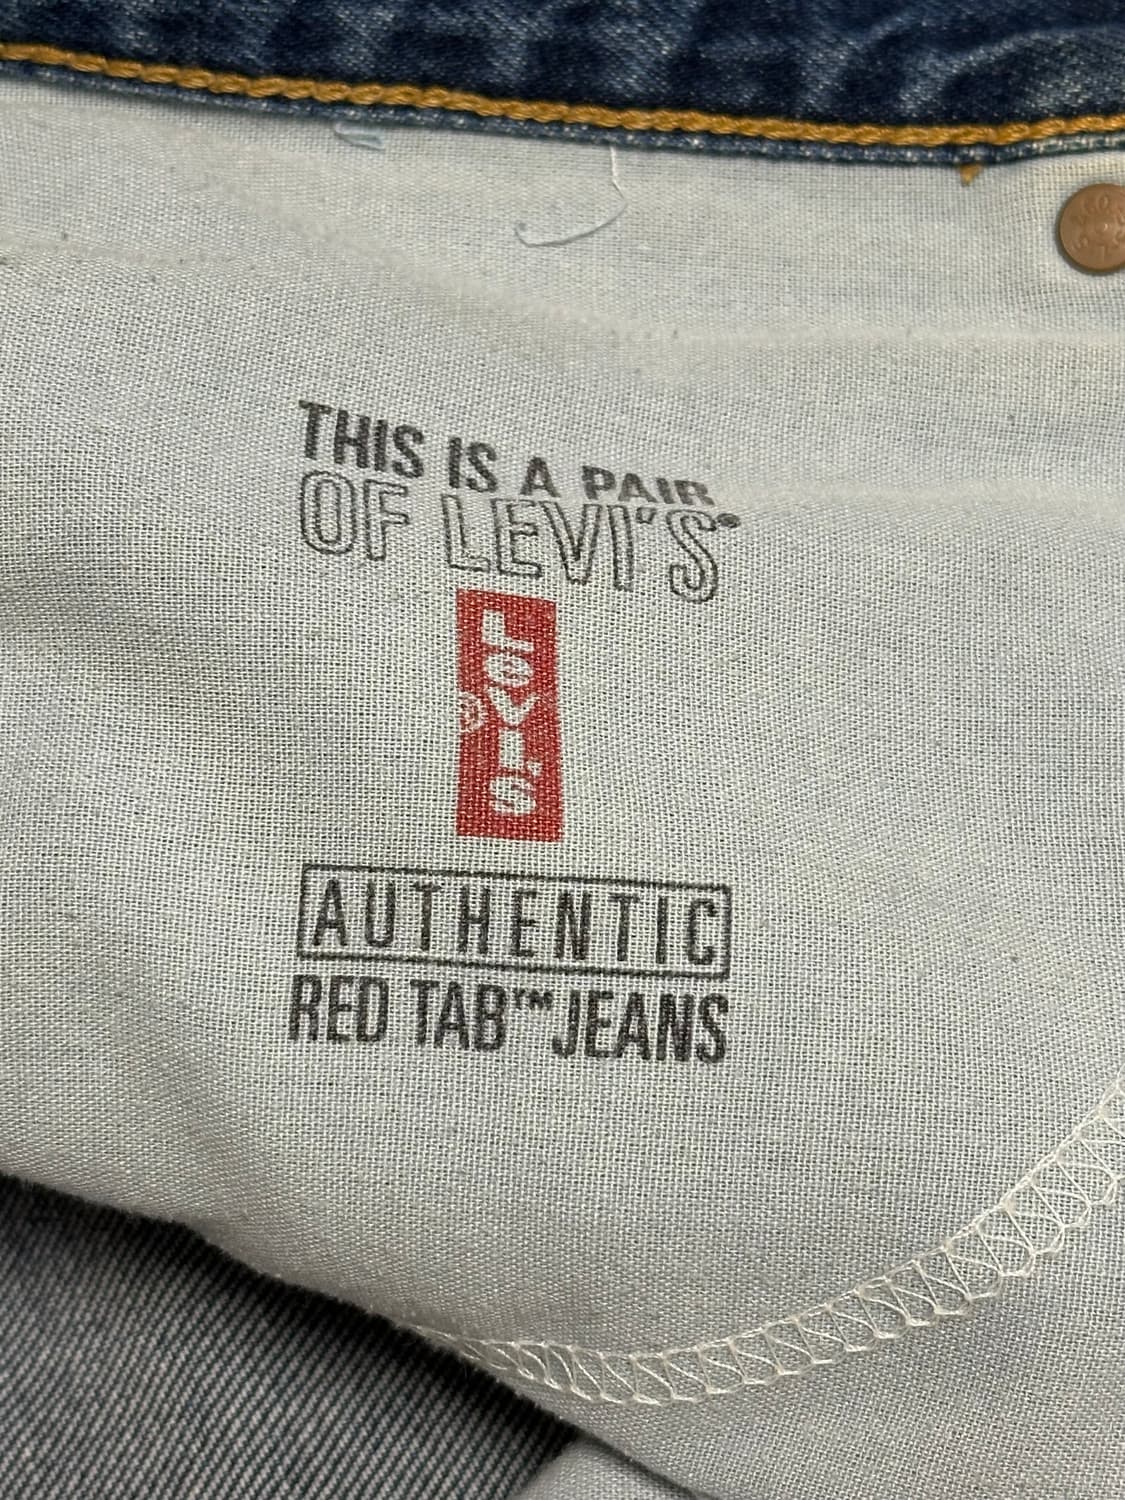 THIS IS A PAIR
OF LEVI'S®
LEVI'S
®
AUTHENTIC
RED TAB™ JEANS